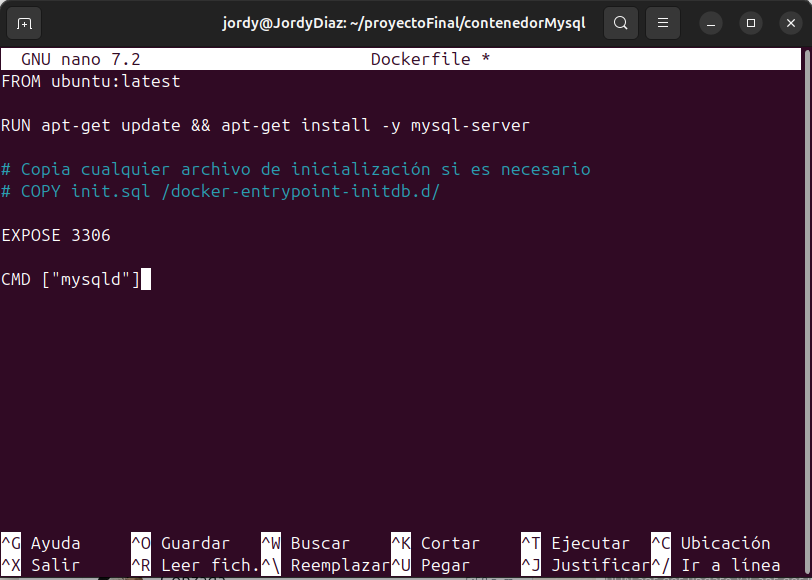 jordy@JordyDiaz: ~/proyectoFinal/contenedorMysql
GNU nano 7.2 Dockerfile *
FROM ubuntu:latest
RUN apt-get update && apt-get install -y mysql-server
# Copia cualquier archivo de inicialización si es necesario
# COPY init.sql /docker-entrypoint-initdb.d/
EXPOSE 3306
CMD ["mysqld"]
^G Ayuda ^O Guardar ^W Buscar ^K Cortar ^T Ejecutar ^C Ubicación
^X Salir ^R Leer fich. ^\ Reemplazar ^U Pegar ^J Justificar ^/ Ir a línea